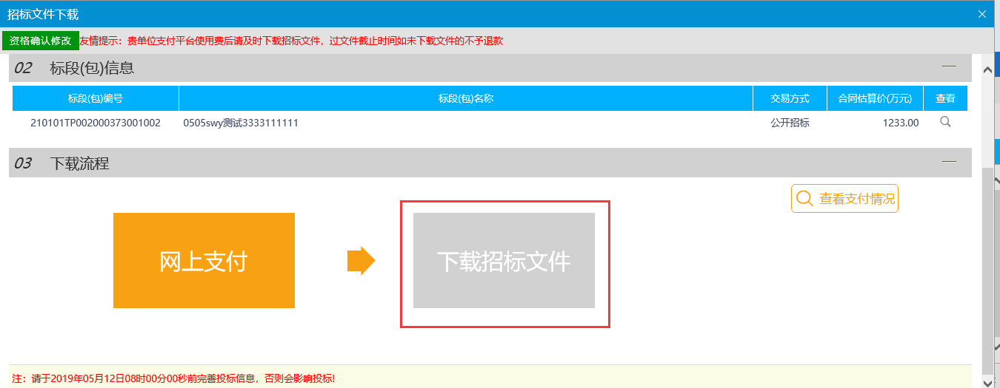 招标文件下载
资格确认修改 友情提示：贵单位支付平台使用费后请及时下载招标文件，过文件截止时间如未下载文件的不予退款
02 标段(包)信息
标段(包)编号 标段(包)名称 交易方式 合同估算价(万元) 查看
210101TP002000373001002 0505swy测试3333111111 公开招标 1233.00
03 下载流程
查看支付情况
网上支付 下载招标文件
注：请于2019年05月12日08时00分00秒前完善投标信息，否则会影响投标!